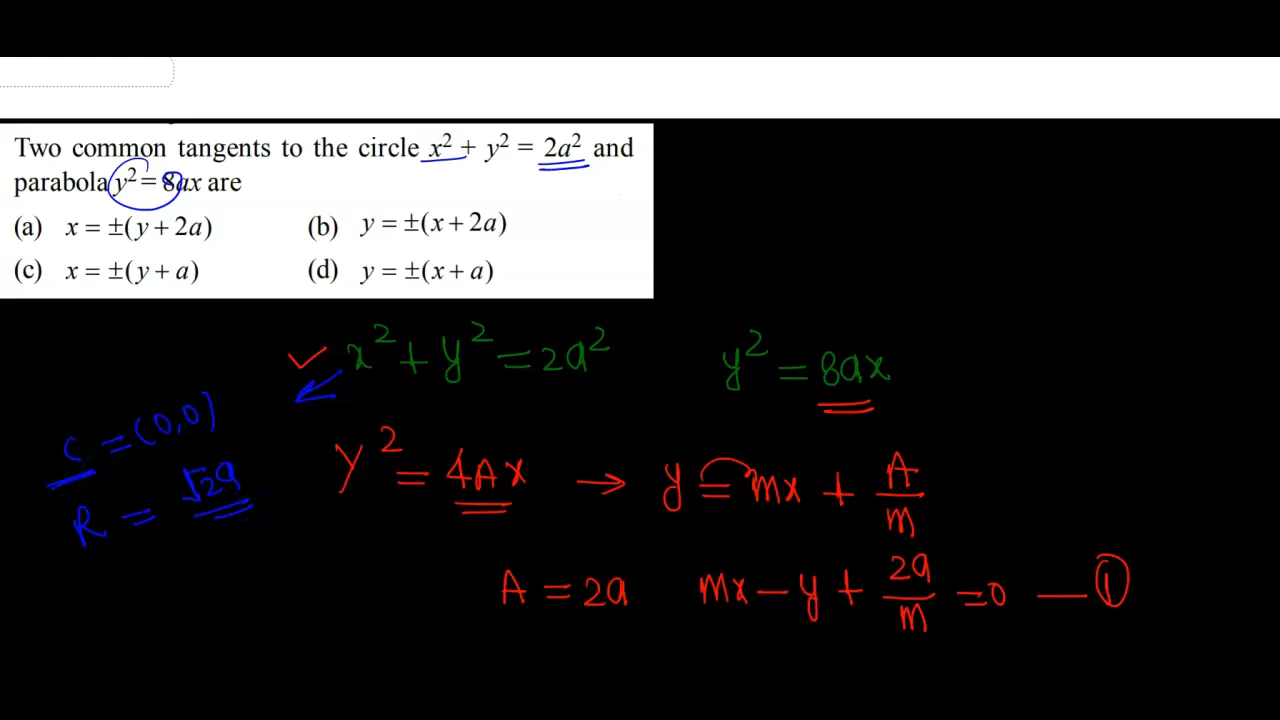 Two common tangents to the circle x² + y² = 2a² and
parabola y² = 8ax are
(a) x = ±(y + 2a) (b) y = ±(x + 2a)
(c) x = ±(y + a) (d) y = ±(x + a)
x² + y² = 2a² y² = 8ax
C = (0,0)
R = √2a
y² = 4Ax → y = mx + A/m
A = 2a mx − y + 2a/m = 0 — ①